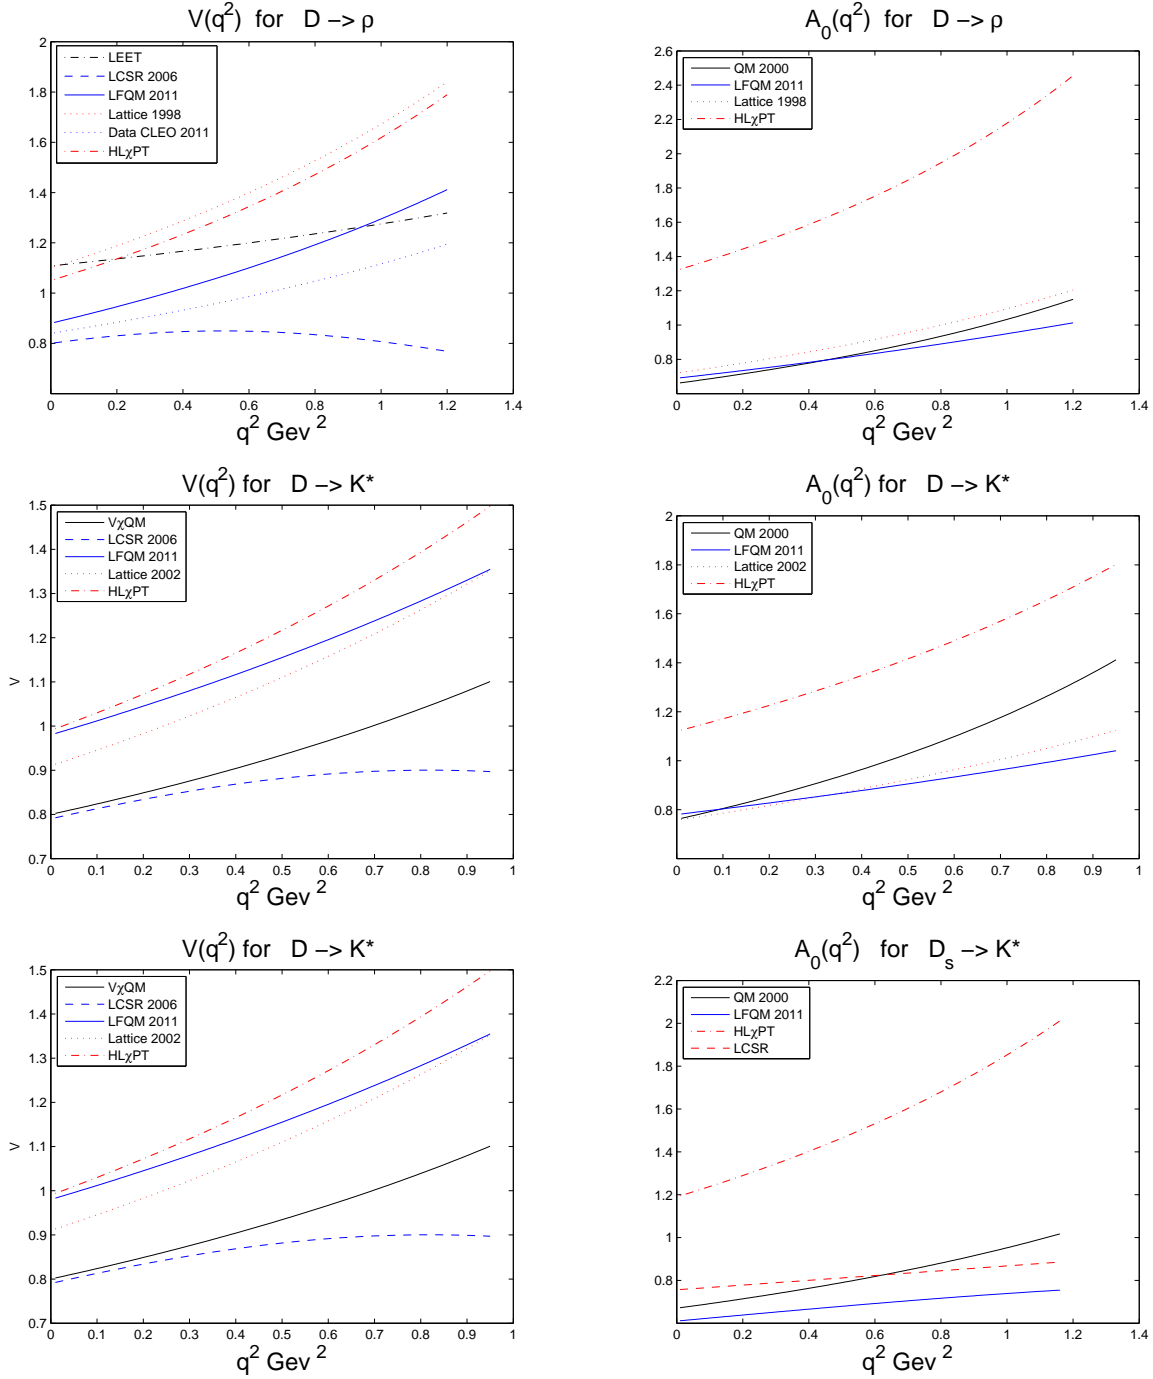 V(q²) for D −> ρ
2
1.8
1.6
1.4
1.2
1
0.8
0 0.2 0.4 0.6 0.8 1 1.2 1.4
LEET
LCSR 2006
LFQM 2011
Lattice 1998
Data CLEO 2011
HLχPT
q² Gev²
A₀(q²) for D −> ρ
2.6
2.4
2.2
2
1.8
1.6
1.4
1.2
1
0.8
0 0.2 0.4 0.6 0.8 1 1.2 1.4
QM 2000
LFQM 2011
Lattice 1998
HLχPT
q² Gev²
V(q²) for D −> K*
1.5
1.4
1.3
1.2
1.1
1
0.9
0.8
0.7
V
0 0.1 0.2 0.3 0.4 0.5 0.6 0.7 0.8 0.9 1
VχQM
LCSR 2006
LFQM 2011
Lattice 2002
HLχPT
q² Gev²
A₀(q²) for D −> K*
2
1.8
1.6
1.4
1.2
1
0.8
0 0.1 0.2 0.3 0.4 0.5 0.6 0.7 0.8 0.9 1
QM 2000
LFQM 2011
Lattice 2002
HLχPT
q² Gev²
V(q²) for D −> K*
1.5
1.4
1.3
1.2
1.1
1
0.9
0.8
0.7
V
0 0.1 0.2 0.3 0.4 0.5 0.6 0.7 0.8 0.9 1
VχQM
LCSR 2006
LFQM 2011
Lattice 2002
HLχPT
q² Gev²
A₀(q²) for Dₛ −> K*
2.2
2
1.8
1.6
1.4
1.2
1
0.8
0 0.2 0.4 0.6 0.8 1 1.2 1.4
QM 2000
LFQM 2011
HLχPT
LCSR
q² Gev²